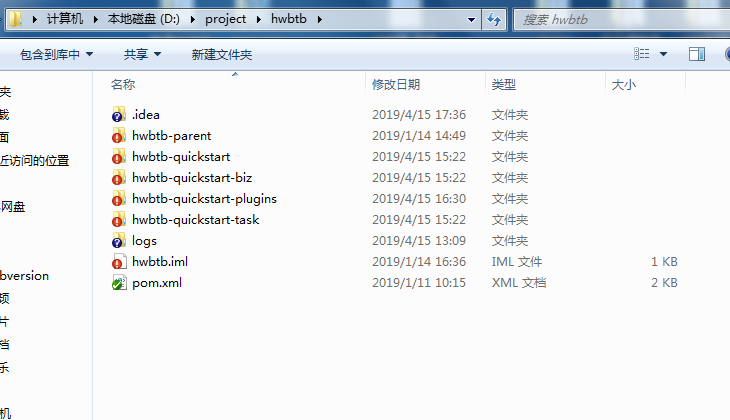 计算机 本地磁盘 (D:) project hwbtb 搜索 hwbtb
包含到库中 共享 新建文件夹
名称 修改日期 类型 大小
夹
载
面
近访问的位置
网盘
bversion
频
片
档
乐
机
.idea 2019/4/15 17:36 文件夹
hwbtb-parent 2019/1/14 14:49 文件夹
hwbtb-quickstart 2019/4/15 15:22 文件夹
hwbtb-quickstart-biz 2019/4/15 15:22 文件夹
hwbtb-quickstart-plugins 2019/4/15 16:30 文件夹
hwbtb-quickstart-task 2019/4/15 15:22 文件夹
logs 2019/4/15 13:09 文件夹
hwbtb.iml 2019/1/14 16:36 IML 文件 1 KB
pom.xml 2019/1/11 10:15 XML 文档 2 KB